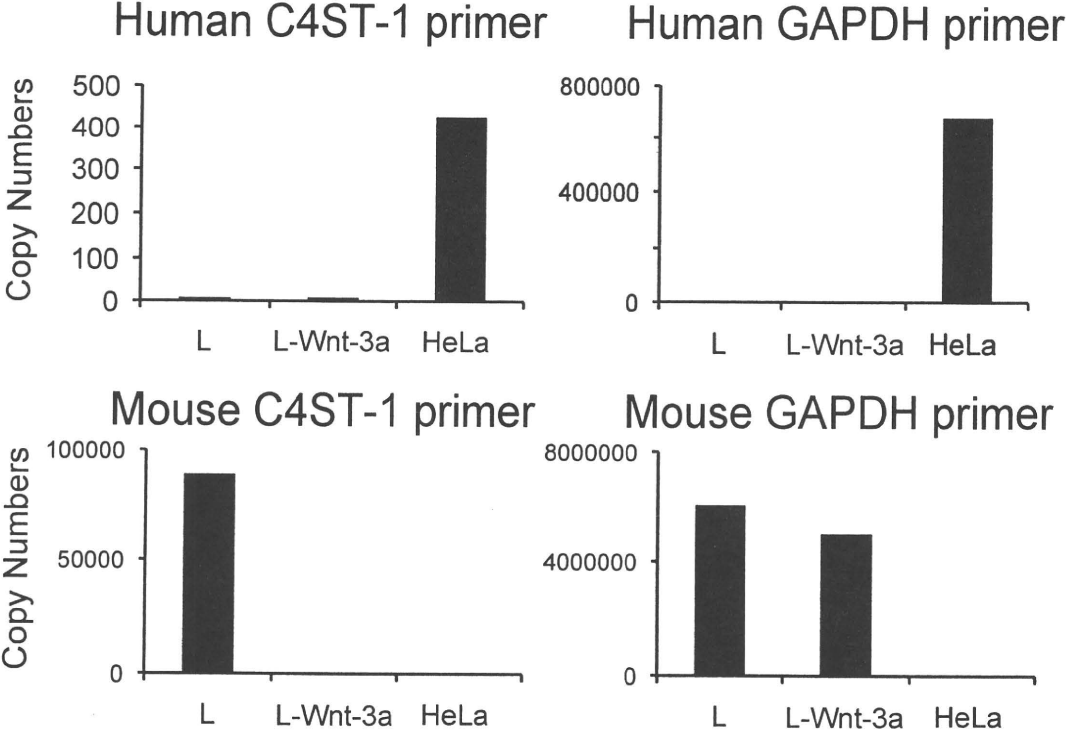 Human C4ST-1 primer
Copy Numbers
500
400
300
200
100
0
L L-Wnt-3a HeLa
Human GAPDH primer
800000
400000
0
L L-Wnt-3a HeLa
Mouse C4ST-1 primer
Copy Numbers
100000
50000
0
L L-Wnt-3a HeLa
Mouse GAPDH primer
8000000
4000000
0
L L-Wnt-3a HeLa